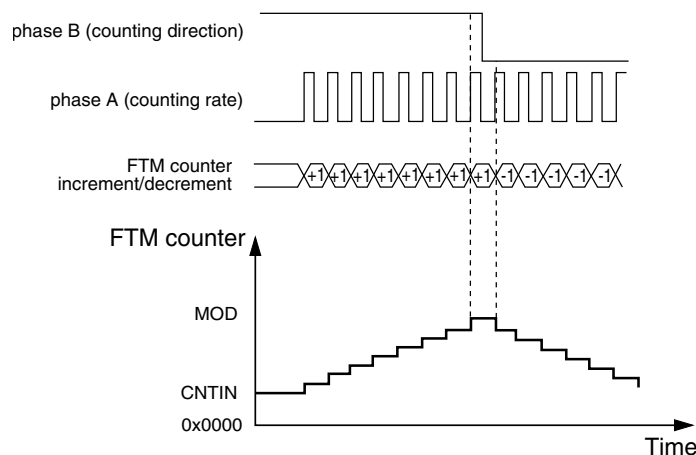 phase B (counting direction)
phase A (counting rate)
FTM counter
increment/decrement
+1 +1 +1 +1 +1 +1 +1 +1 -1 -1 -1 -1 -1
FTM counter
MOD
CNTIN
0x0000
Time